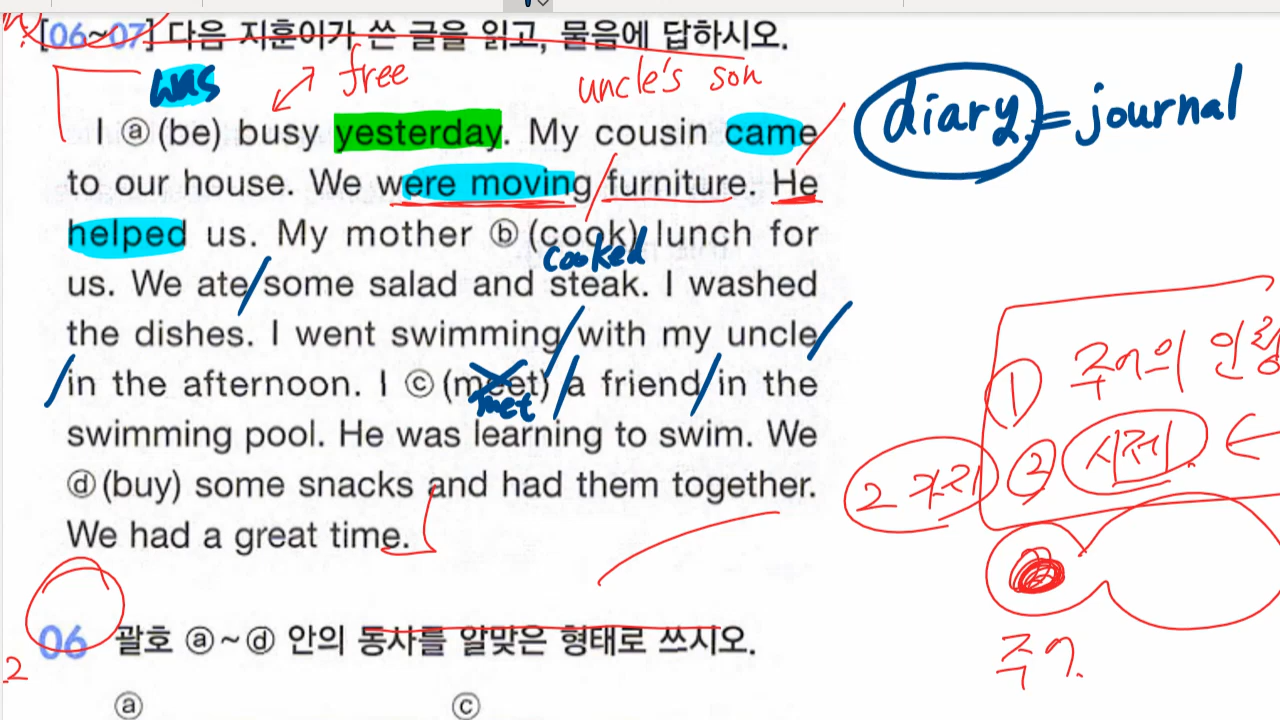 [06~07] 다음 지훈이가 쓴 글을 읽고, 물음에 답하시오.
was
free
uncle's son
diary = journal
I ⓐ (be) busy yesterday. My cousin came
to our house. We were moving furniture. He
helped us. My mother ⓑ (cook) lunch for
cooked
us. We ate some salad and steak. I washed
the dishes. I went swimming with my uncle
in the afternoon. I ⓒ (meet) a friend in the
met
swimming pool. He was learning to swim. We
ⓓ (buy) some snacks and had them together.
We had a great time.
① 주어의 인칭
2가지 ② 시제
주어
06 괄호 ⓐ~ⓓ 안의 동사를 알맞은 형태로 쓰시오.
2
ⓐ ⓒ